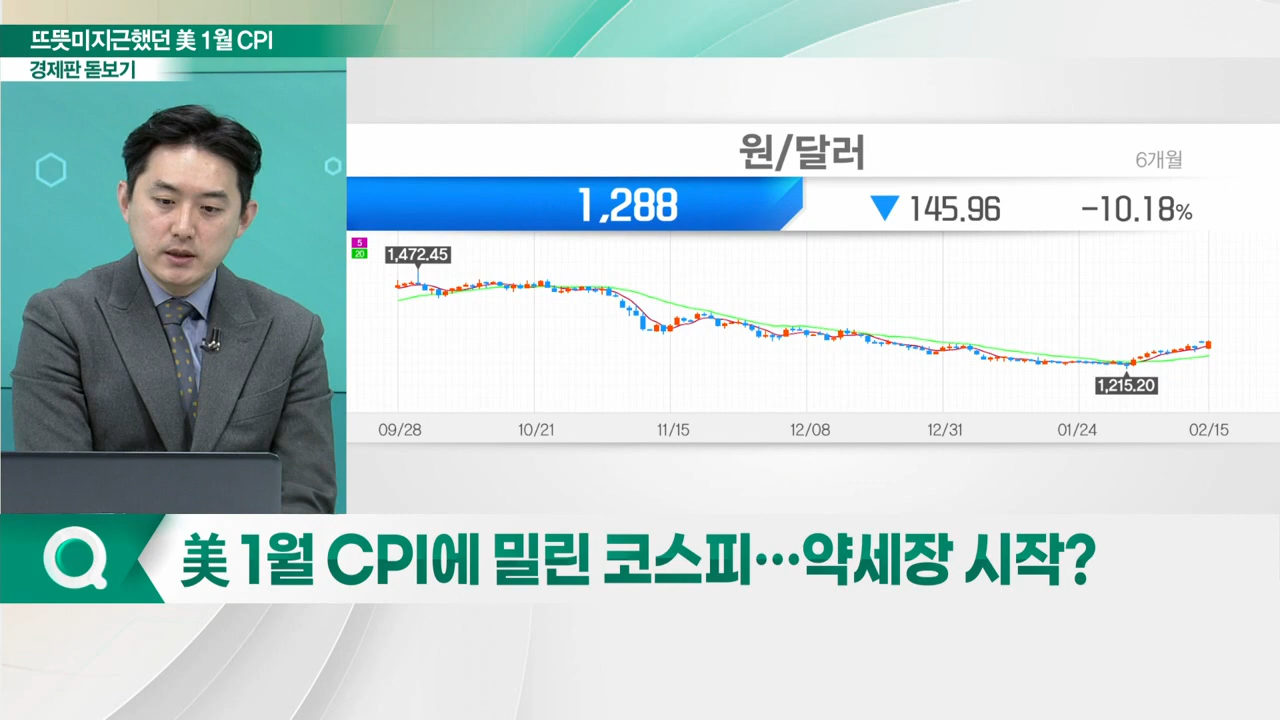 뜨뜻미지근했던 美 1월 CPI
경제판 돋보기
원/달러
6개월
1,288
▼ 145.96
-10.18%
5
20
1,472.45
1,215.20
09/28
10/21
11/15
12/08
12/31
01/24
02/15
美 1월 CPI에 밀린 코스피…약세장 시작?